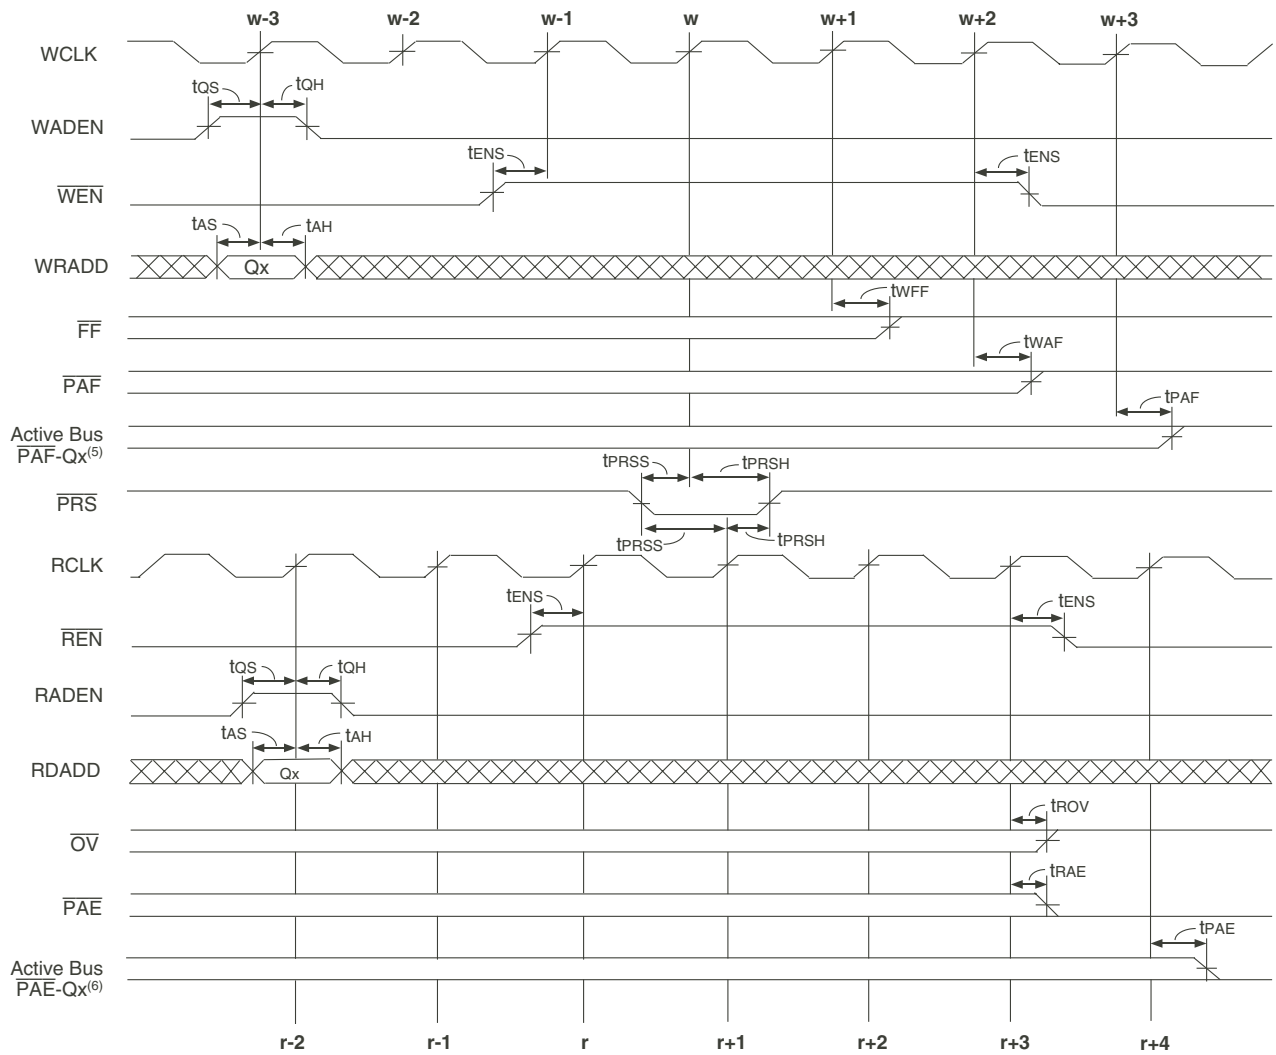 w-3 w-2 w-1 w w+1 w+2 w+3
WCLK
tQS tQH
WADEN
tENS tENS
WEN
tAS tAH
WRADD Qx
tWFF
FF
tWAF
PAF
tPAF
Active Bus
PAF-Qx(5)
tPRSS tPRSH
PRS
tPRSS tPRSH
RCLK
tENS tENS
REN
tQS tQH
RADEN
tAS tAH
RDADD Qx
tROV
OV
tRAE
PAE
tPAE
Active Bus
PAE-Qx(6)
r-2 r-1 r r+1 r+2 r+3 r+4